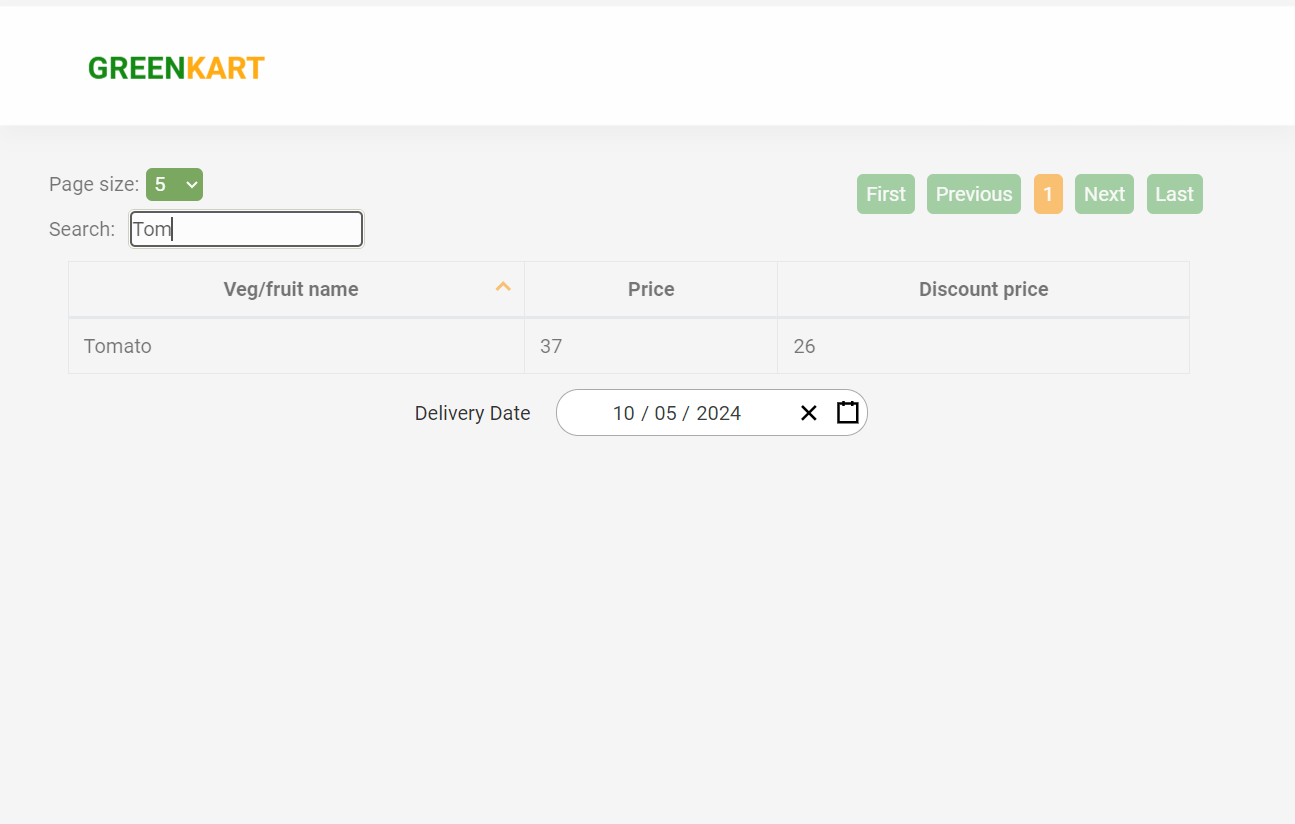 GREENKART
Page size: 5
First Previous 1 Next Last
Search: Tom
Veg/fruit name Price Discount price
Tomato 37 26
Delivery Date 10 / 05 / 2024